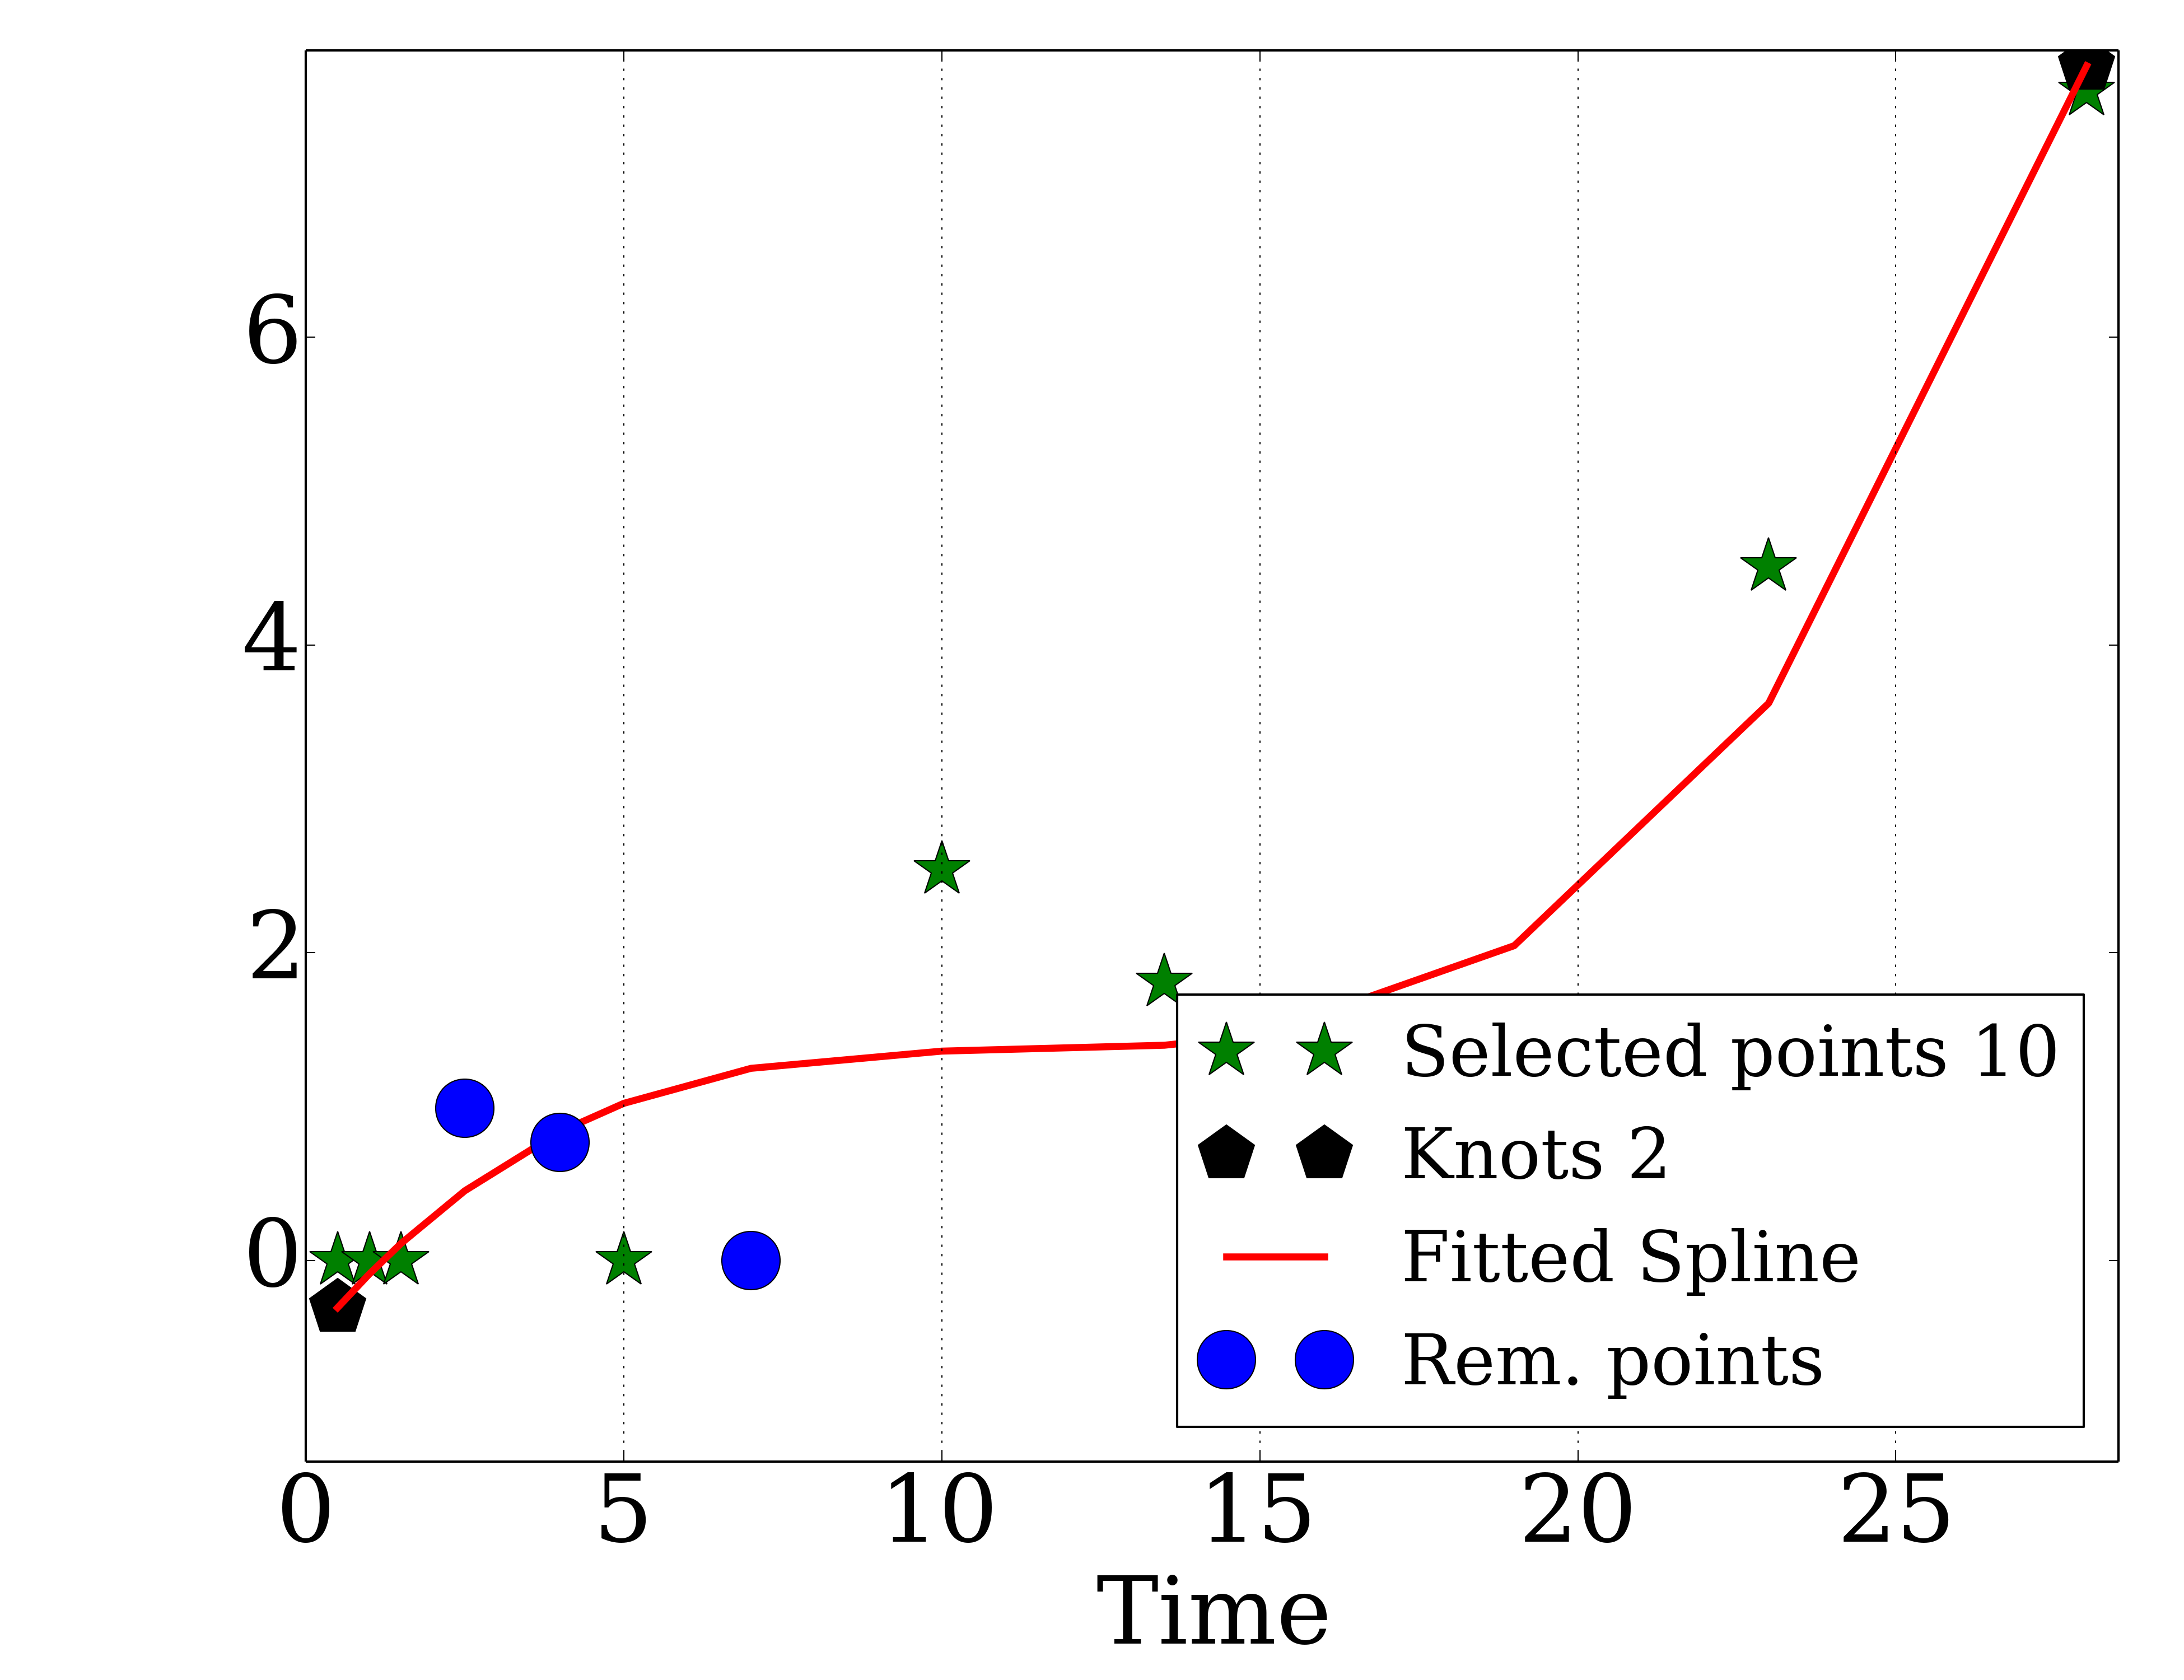 6
4
2
0
Selected points 10
Knots 2
Fitted Spline
Rem. points
0 5 10 15 20 25
Time